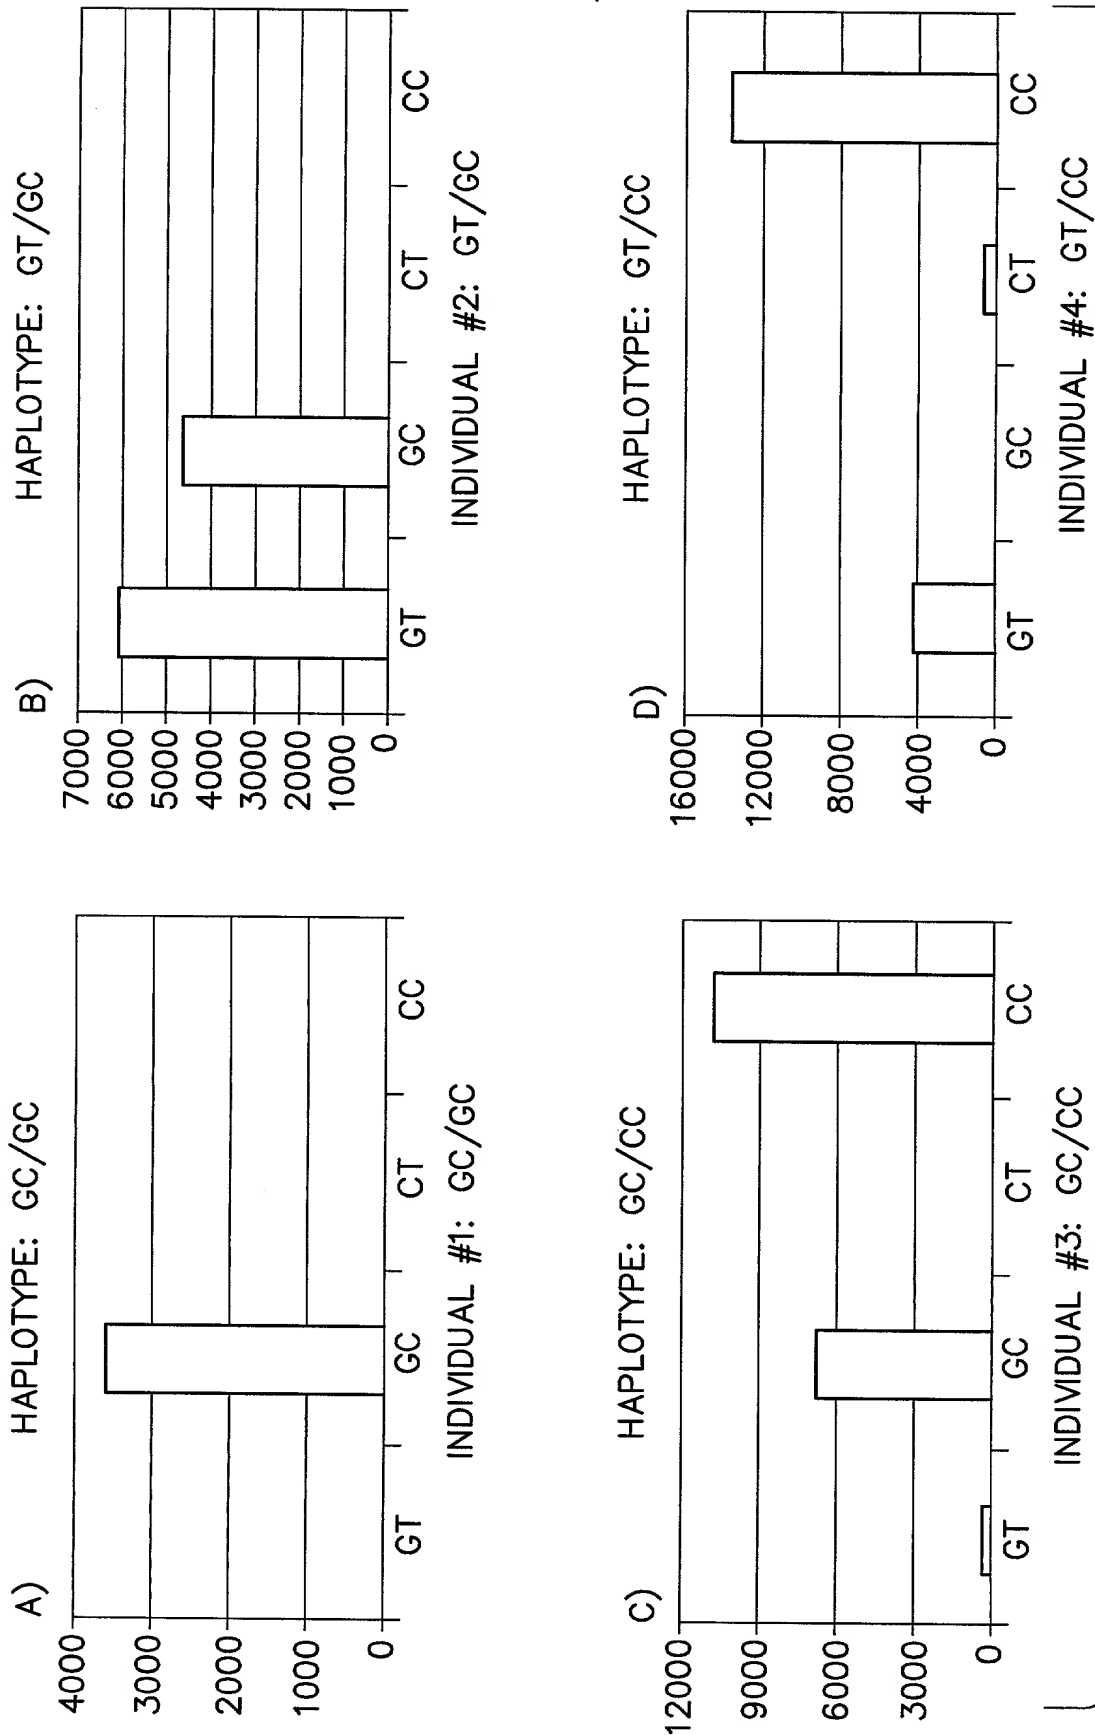 A)
HAPLOTYPE: GC/GC
4000
3000
2000
1000
0
GT GC CT CC
INDIVIDUAL #1: GC/GC
B)
HAPLOTYPE: GT/GC
7000
6000
5000
4000
3000
2000
1000
0
GT GC CT CC
INDIVIDUAL #2: GT/GC
C)
HAPLOTYPE: GC/CC
12000
9000
6000
3000
0
GT GC CT CC
INDIVIDUAL #3: GC/CC
D)
HAPLOTYPE: GT/CC
16000
12000
8000
4000
0
GT GC CT CC
INDIVIDUAL #4: GT/CC